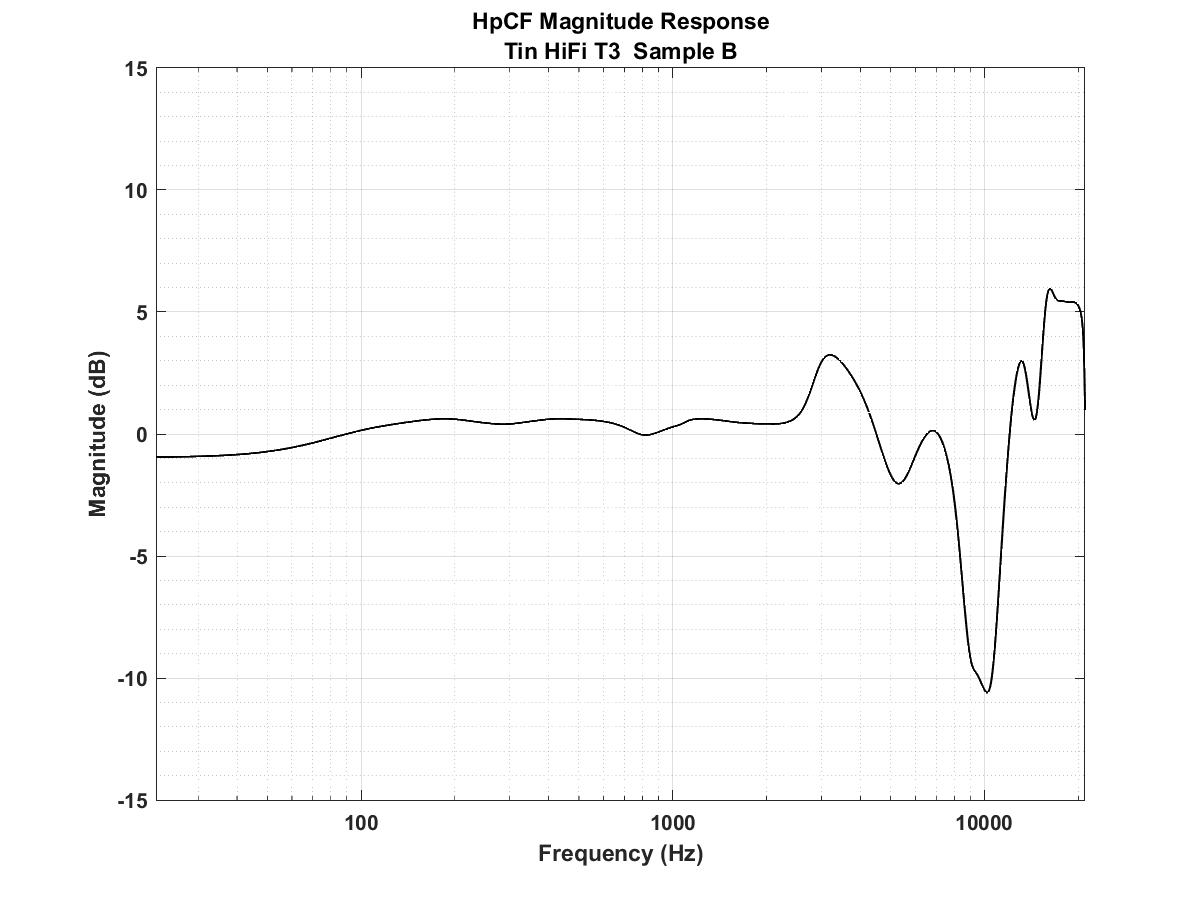 HpCF Magnitude Response
Tin HiFi T3  Sample B
15
10
5
0
-5
-10
-15
Magnitude (dB)
100
1000
10000
Frequency (Hz)